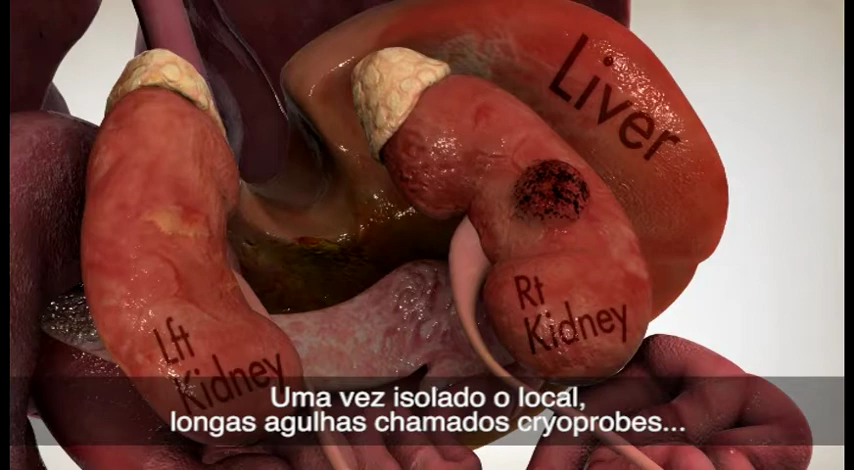 Liver
Rt
Kidney
Lft
Kidney
Uma vez isolado o local,
longas agulhas chamados cryoprobes...